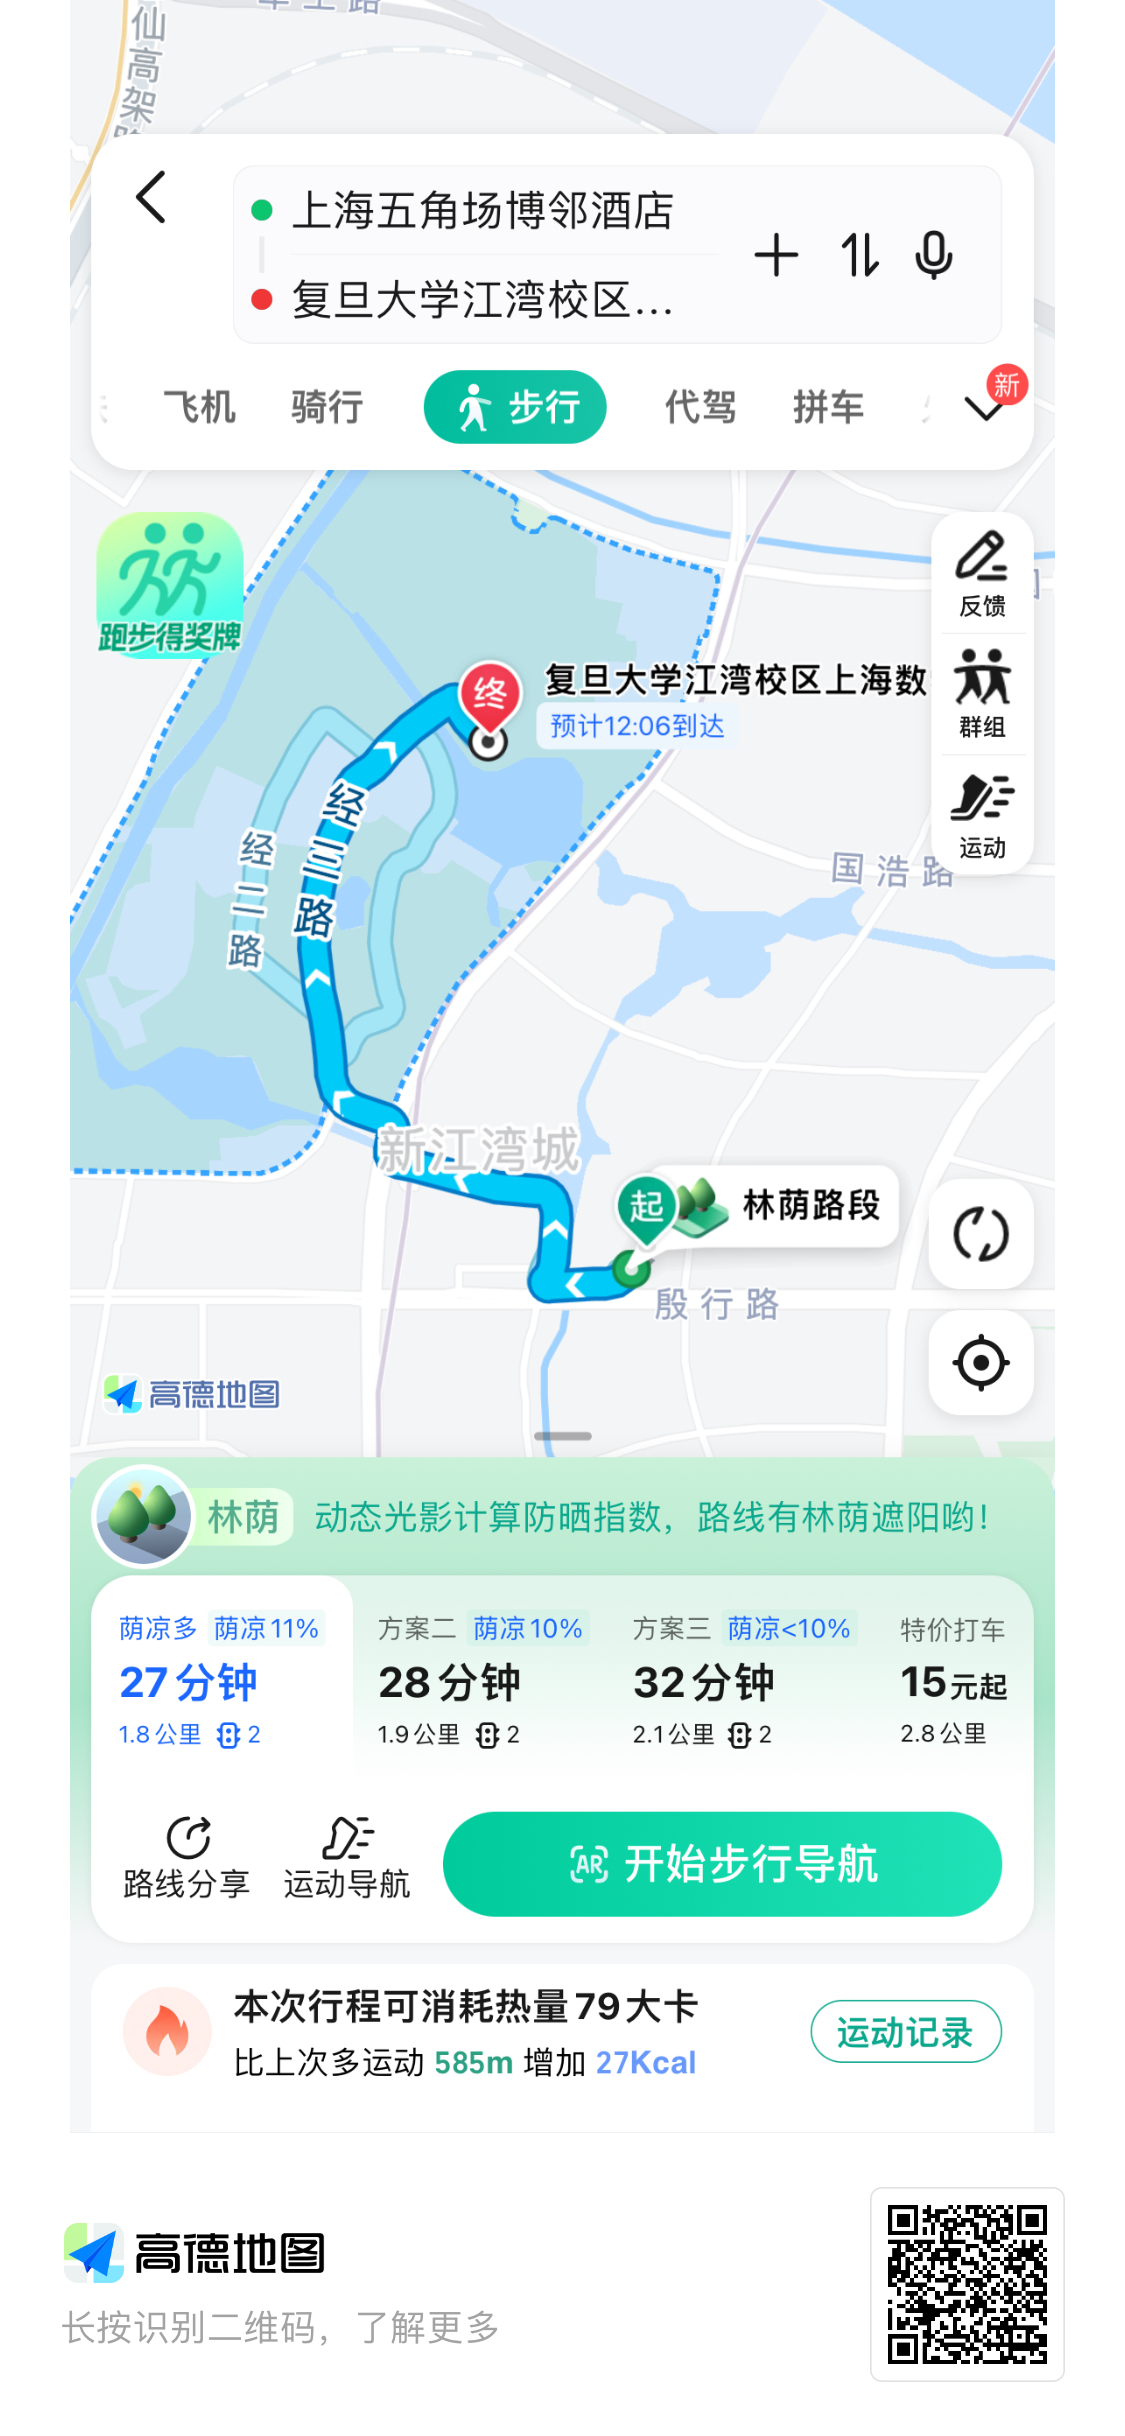 仙高架路
上海五角场博邻酒店
复旦大学江湾校区...
飞机 骑行 步行 代驾 拼车 新
跑步得奖牌
反馈
群组
运动
终
复旦大学江湾校区上海数
预计12:06到达
经三路
经二路
国浩路
新江湾城
起 林荫路段
殷行路
高德地图
林荫 动态光影计算防晒指数，路线有林荫遮阳哟！
荫凉多 荫凉11% 方案二 荫凉10% 方案三 荫凉<10% 特价打车
27分钟 28分钟 32分钟 15元起
1.8公里 2 1.9公里 2 2.1公里 2 2.8公里
路线分享 运动导航 AR 开始步行导航
本次行程可消耗热量79大卡
比上次多运动 585m 增加 27Kcal
运动记录
高德地图
长按识别二维码，了解更多